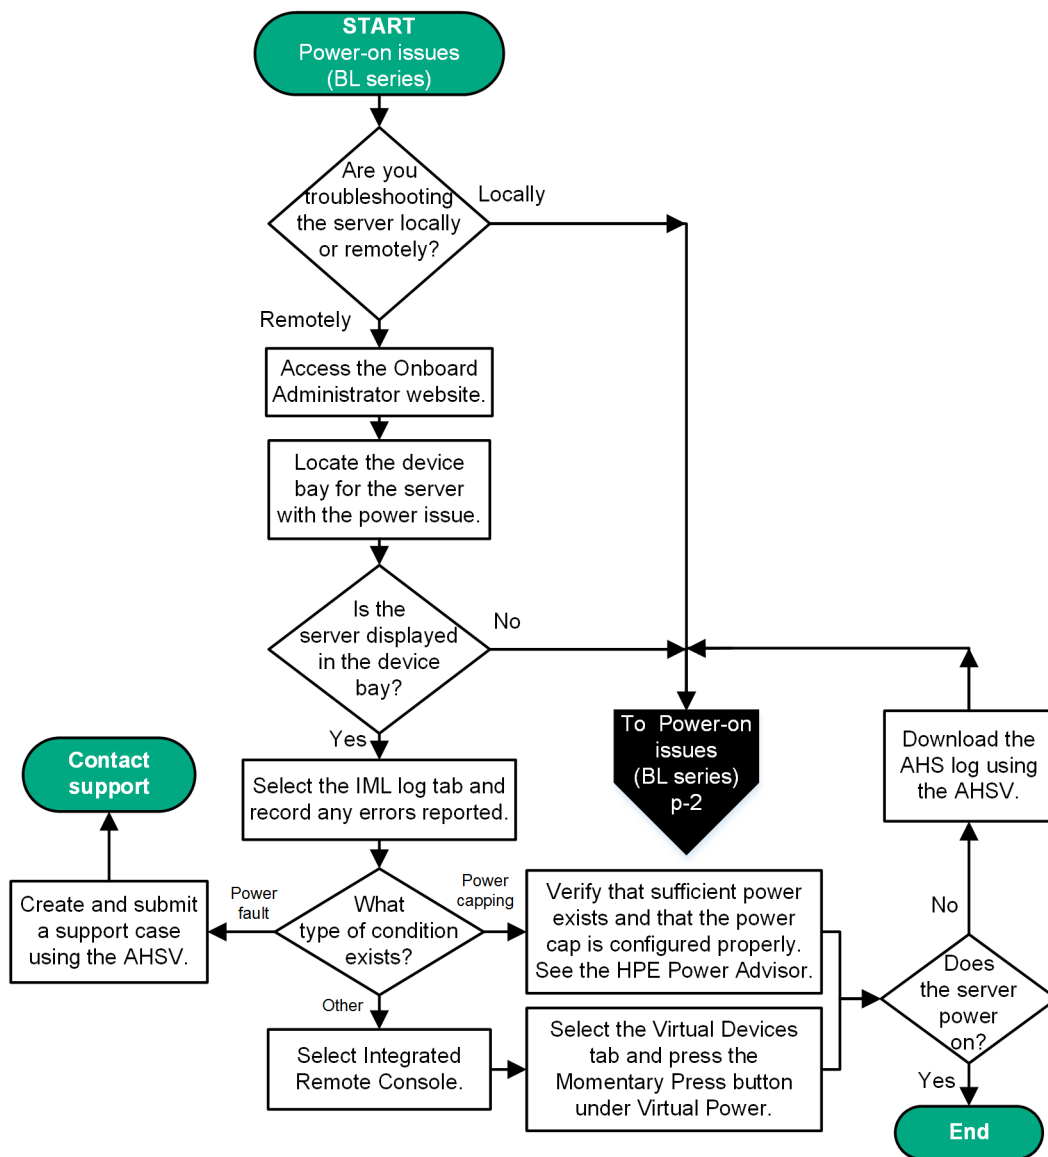 START
Power-on issues
(BL series)
Are you
troubleshooting
the server locally
or remotely?
Locally
Remotely
Access the Onboard
Administrator website.
Locate the device
bay for the server
with the power issue.
Is the
server displayed
in the device
bay?
No
Yes
To Power-on
issues
(BL series)
p-2
Download the
AHS log using
the AHSV.
Contact
support
Select the IML log tab and
record any errors reported.
Create and submit
a support case
using the AHSV.
Power
fault
What
type of condition
exists?
Power
capping
Verify that sufficient power
exists and that the power
cap is configured properly.
See the HPE Power Advisor.
No
Does
the server
power
on?
Other
Select Integrated
Remote Console.
Select the Virtual Devices
tab and press the
Momentary Press button
under Virtual Power.
Yes
End